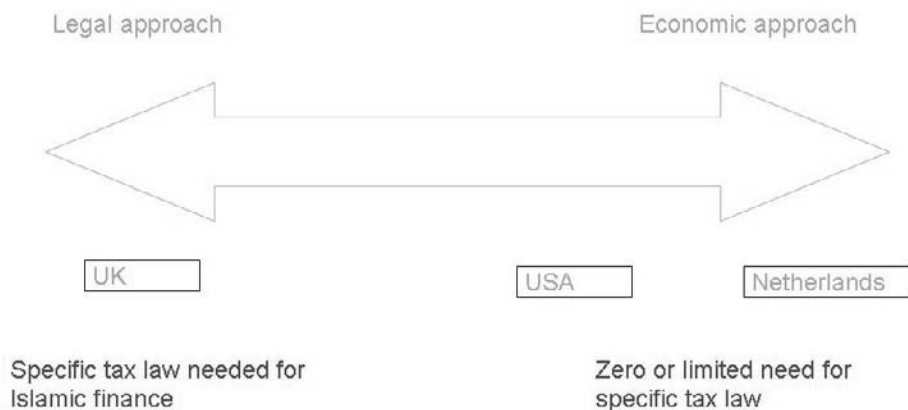 Legal approach
Economic approach
UK
USA
Netherlands
Specific tax law needed for
Islamic finance
Zero or limited need for
specific tax law